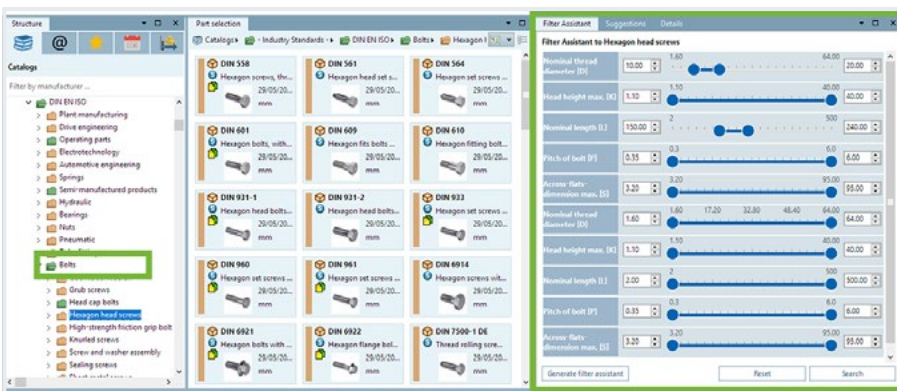 Structure
@
Catalogs
Filter by manufacturer ...
DIN EN ISO
Plant manufacturing
Drive engineering
Operating parts
Electrotechnology
Automotive engineering
Springs
Semi-manufactured products
Hydraulic
Bearings
Nuts
Pneumatic
Bolts
Grub screws
Head cap bolts
Hexagon head screws
High-strength friction grip bolt
Knurled screws
Screw and washer assembly
Sealing screws
Part selection
Catalogs
- Industry Standards -
DIN EN ISO
Bolts
Hexagon
DIN 558
Hexagon screws, thr...
29/05/20...
mm
DIN 561
Hexagon head set s...
29/05/20...
mm
DIN 564
Hexagon set screws ...
29/05/20...
mm
DIN 601
Hexagon bolts, with...
29/05/20...
mm
DIN 609
Hexagon fits bolts ...
29/05/20...
mm
DIN 610
Hexagon fitting bolt...
29/05/20...
mm
DIN 931-1
Hexagon head bolts...
29/05/20...
mm
DIN 931-2
Hexagon head bolts...
29/05/20...
mm
DIN 933
Hexagon set screws ...
29/05/20...
mm
DIN 960
Hexagon set screws ...
29/05/20...
mm
DIN 961
Hexagon set screws ...
29/05/20...
mm
DIN 6914
Hexagon screws wit...
29/05/20...
mm
DIN 6921
Hexagon bolts with ...
29/05/20...
mm
DIN 6922
Hexagon flange bol...
29/05/20...
mm
DIN 7500-1 DE
Thread rolling scre...
29/05/20...
mm
Filter Assistant Suggestions Details
Filter Assistant to Hexagon head screws
Nominal thread diameter [D] 10.00 1.60 64.00 20.00
Head height max. [K] 1.10 1.10 40.00 40.00
Nominal length [L] 150.00 2 500 240.00
Pitch of bolt [P] 0.35 0.3 6.0 6.00
Across-flats-dimension max. [S] 3.20 3.20 95.00 95.00
Nominal thread diameter [D] 1.60 1.60 17.20 32.80 48.40 64.00 64.00
Head height max. [K] 1.10 1.10 40.00 40.00
Nominal length [L] 2.00 2 500 500.00
Pitch of bolt [P] 0.35 0.3 6.0 6.00
Across-flats-dimension max. [S] 3.20 3.20 95.00 95.00
Generate filter assistant Reset Search